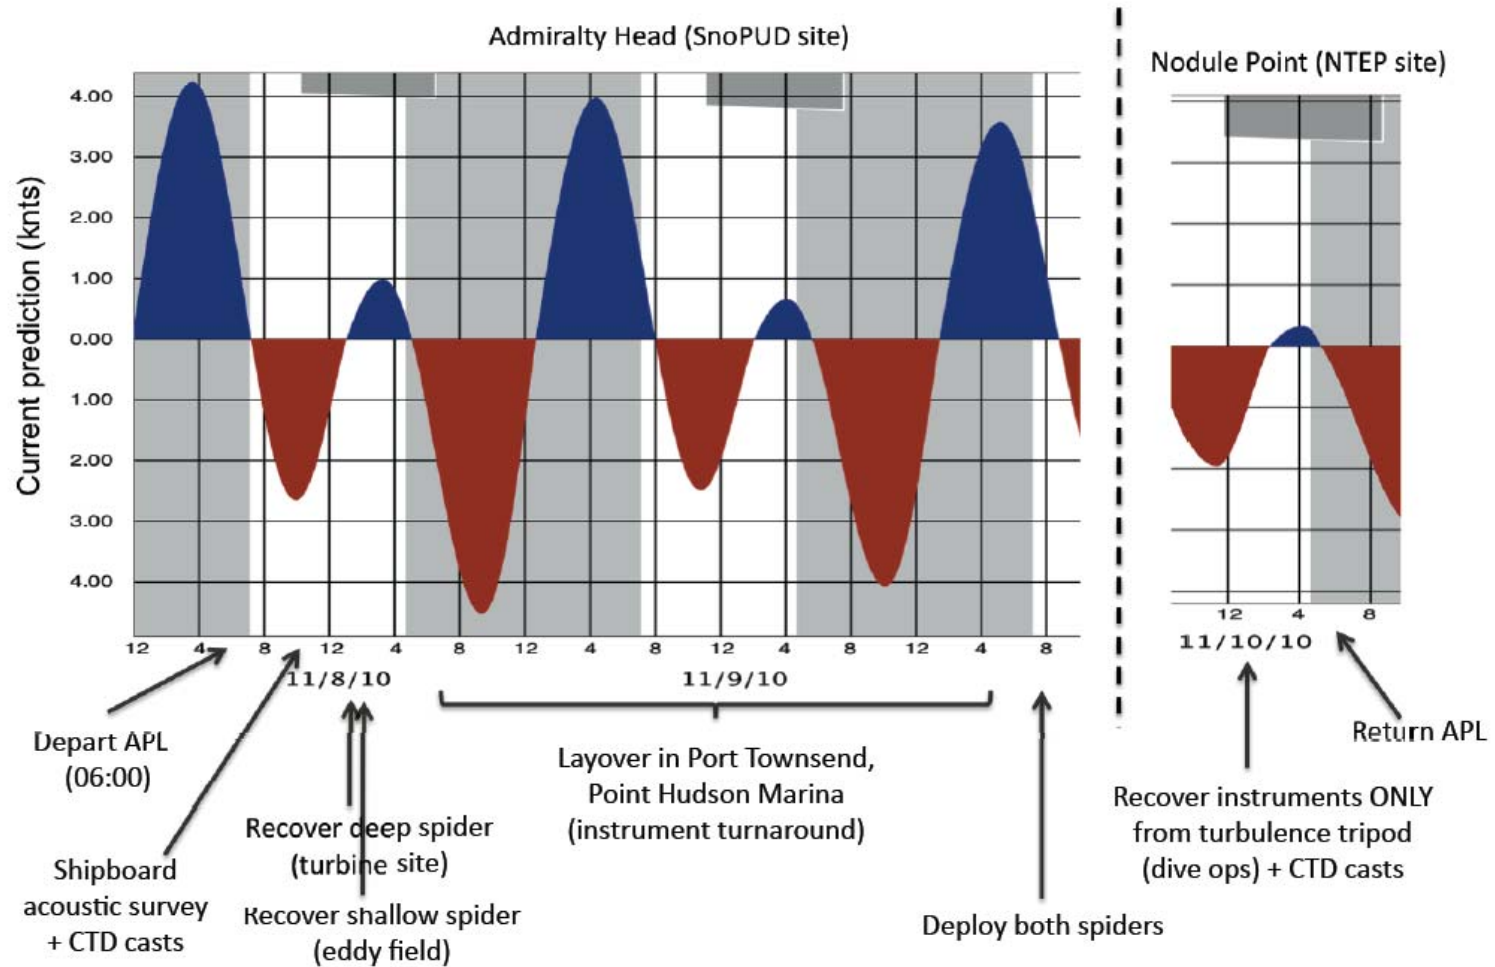 Admiralty Head (SnoPUD site)
Nodule Point (NTEP site)
Current prediction (knts)
4.00
3.00
2.00
1.00
0.00
1.00
2.00
3.00
4.00
12 4 8 12 4 8 12 4 8 12 4 8 12 4 8
11/8/10 11/9/10
12 4 8
11/10/10
Depart APL
(06:00)
Shipboard
acoustic survey
+ CTD casts
Recover deep spider
(turbine site)
Recover shallow spider
(eddy field)
Layover in Port Townsend,
Point Hudson Marina
(instrument turnaround)
Deploy both spiders
Return APL
Recover instruments ONLY
from turbulence tripod
(dive ops) + CTD casts